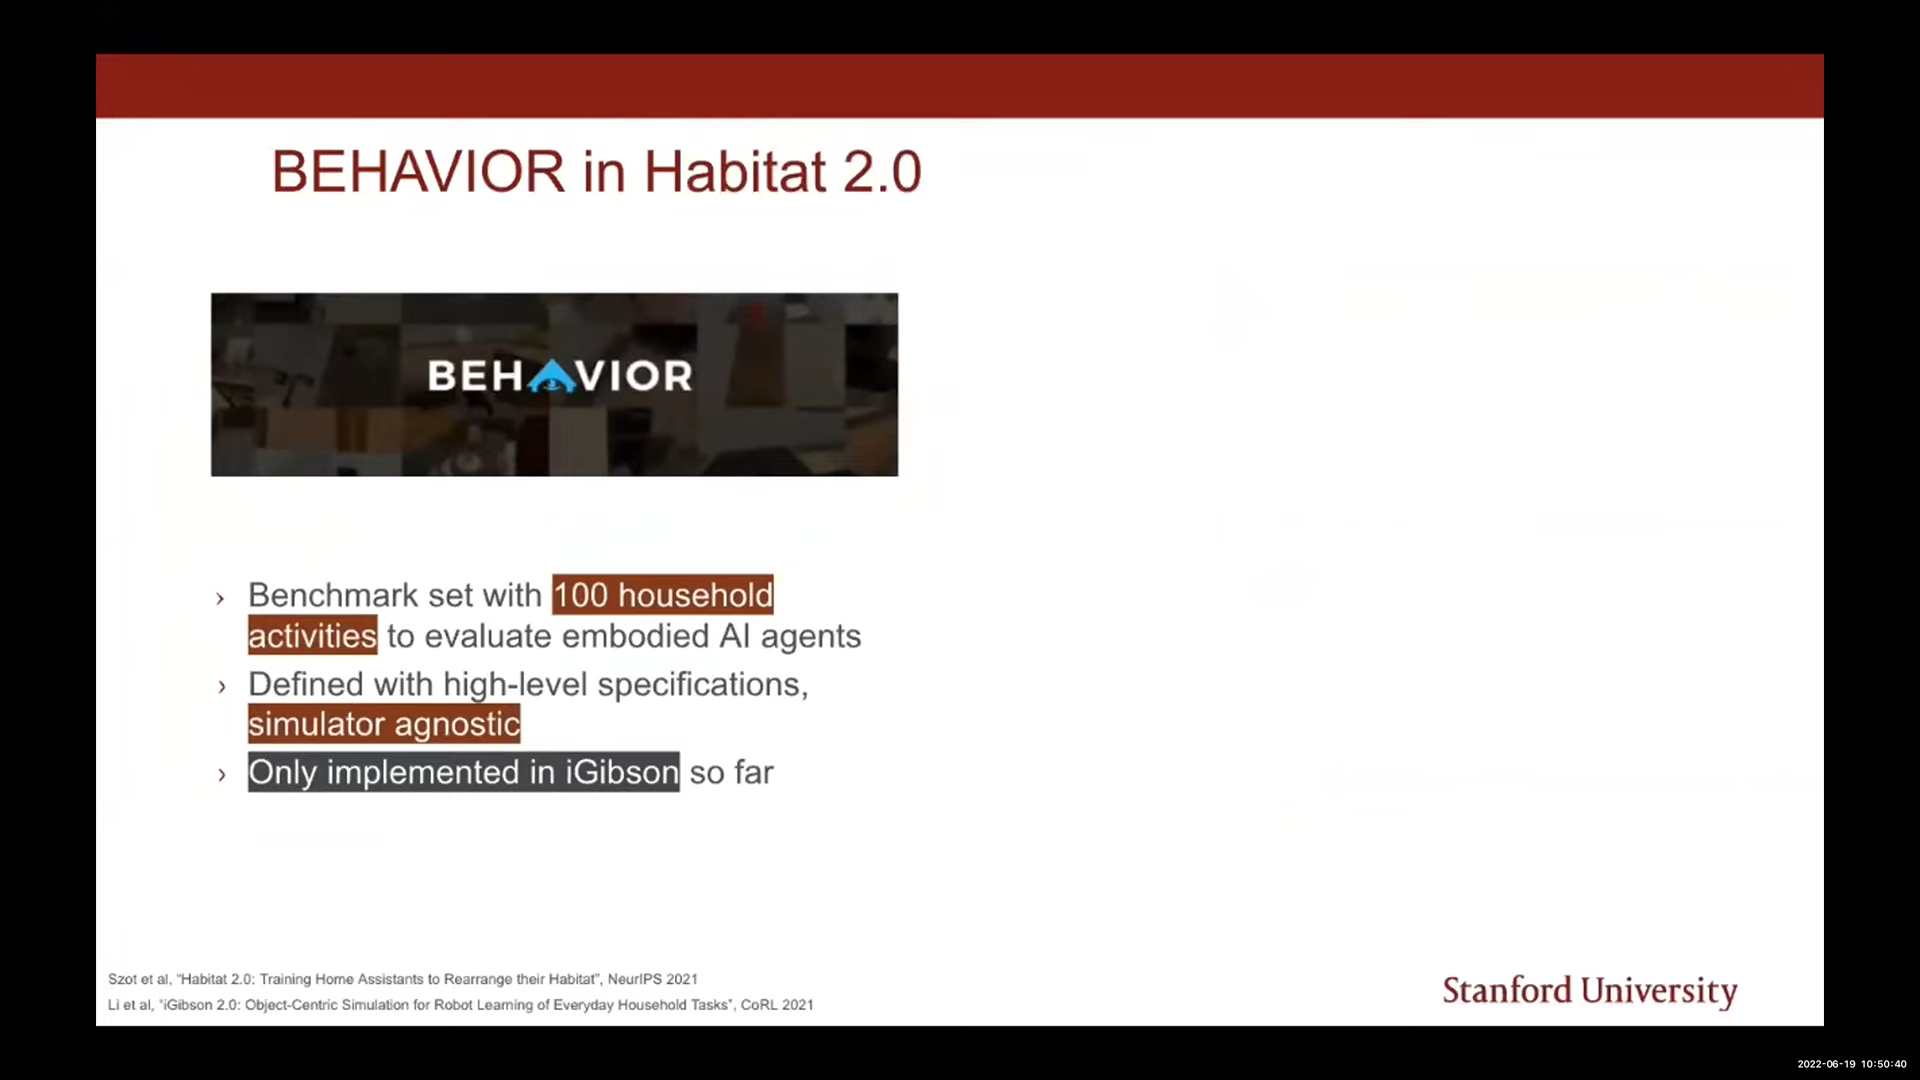 BEHAVIOR in Habitat 2.0
BEHAVIOR
› Benchmark set with 100 household
activities to evaluate embodied AI agents
› Defined with high-level specifications,
simulator agnostic
› Only implemented in iGibson so far
Szot et al, "Habitat 2.0: Training Home Assistants to Rearrange their Habitat", NeurIPS 2021
Li et al, "iGibson 2.0: Object-Centric Simulation for Robot Learning of Everyday Household Tasks", CoRL 2021
Stanford University
2022-06-19 10:50:40